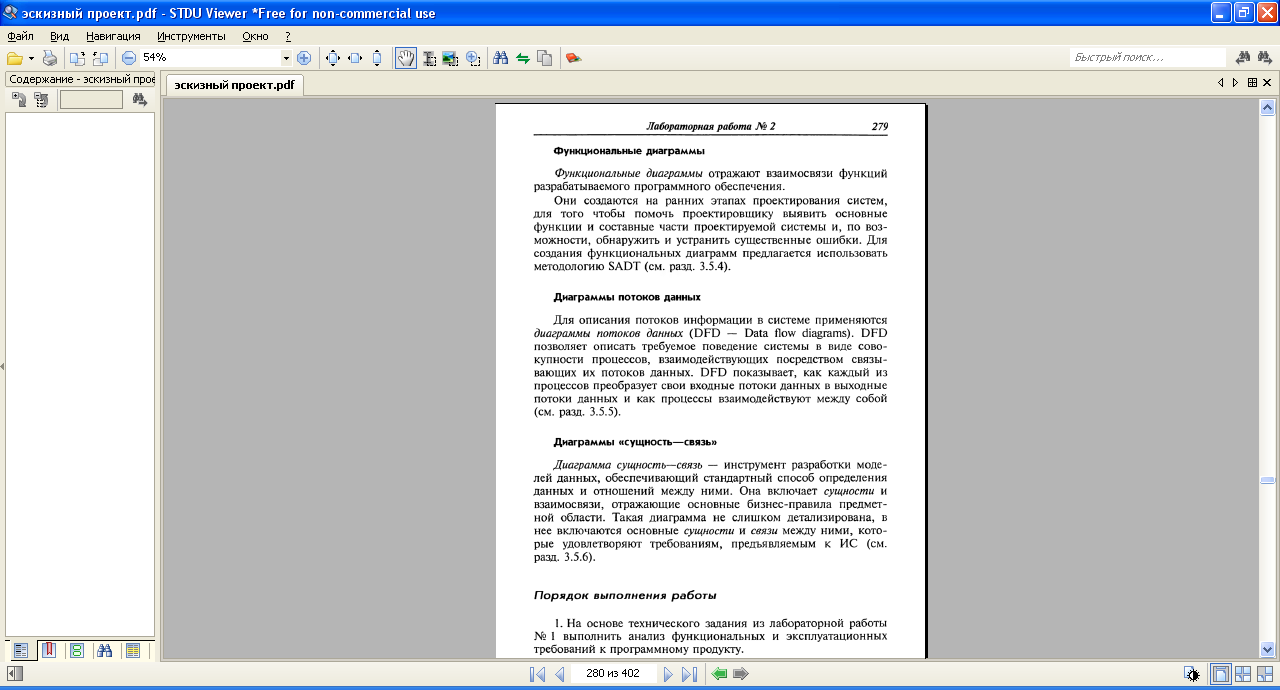 эскизный проект.pdf - STDU Viewer *Free for non-commercial use
Файл Вид Навигация Инструменты Окно ?
54%
Быстрый поиск...
Содержание - эскизный прое
эскизный проект.pdf
Лабораторная работа № 2 279
Функциональные диаграммы
Функциональные диаграммы отражают взаимосвязи функций
разрабатываемого программного обеспечения.
Они создаются на ранних этапах проектирования систем,
для того чтобы помочь проектировщику выявить основные
функции и составные части проектируемой системы и, по воз-
можности, обнаружить и устранить существенные ошибки. Для
создания функциональных диаграмм предлагается использовать
методологию SADT (см. разд. 3.5.4).
Диаграммы потоков данных
Для описания потоков информации в системе применяются
диаграммы потоков данных (DFD — Data flow diagrams). DFD
позволяет описать требуемое поведение системы в виде сово-
купности процессов, взаимодействующих посредством связы-
вающих их потоков данных. DFD показывает, как каждый из
процессов преобразует свои входные потоки данных в выходные
потоки данных и как процессы взаимодействуют между собой
(см. разд. 3.5.5).
Диаграммы «сущность—связь»
Диаграмма сущность—связь — инструмент разработки моде-
лей данных, обеспечивающий стандартный способ определения
данных и отношений между ними. Она включает сущности и
взаимосвязи, отражающие основные бизнес-правила предмет-
ной области. Такая диаграмма не слишком детализирована, в
нее включаются основные сущности и связи между ними, кото-
рые удовлетворяют требованиям, предъявляемым к ИС (см.
разд. 3.5.6).
Порядок выполнения работы
1. На основе технического задания из лабораторной работы
№ 1 выполнить анализ функциональных и эксплуатационных
требований к программному продукту.
280 из 402